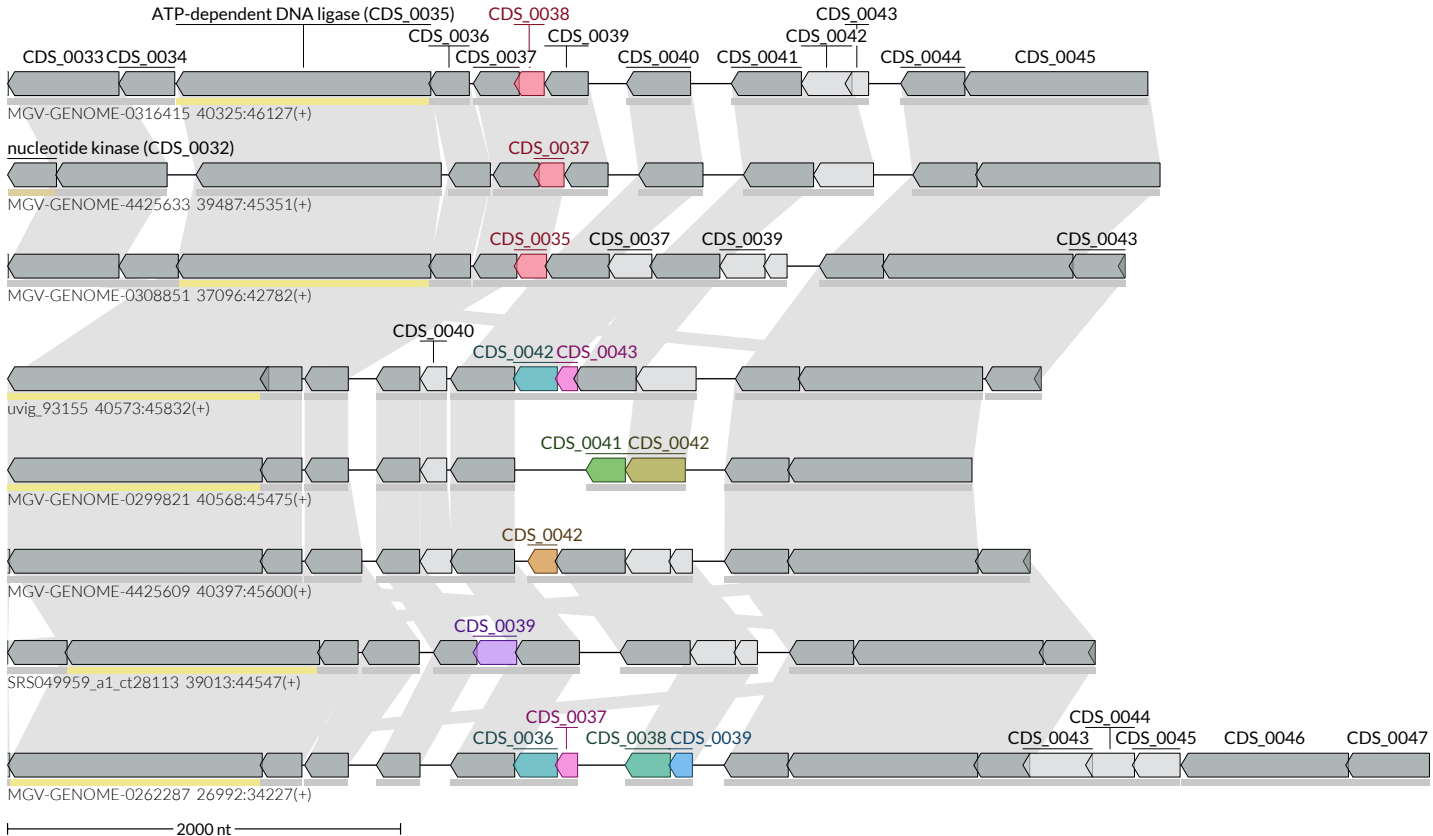 ATP-dependent DNA ligase (CDS_0035) CDS_0038 CDS_0043
CDS_0036 CDS_0039 CDS_0042
CDS_0033 CDS_0034 CDS_0037 CDS_0040 CDS_0041 CDS_0044 CDS_0045
MGV-GENOME-0316415 40325:46127(+)
nucleotide kinase (CDS_0032) CDS_0037
MGV-GENOME-4425633 39487:45351(+)
CDS_0035 CDS_0037 CDS_0039 CDS_0043
MGV-GENOME-0308851 37096:42782(+)
CDS_0040
CDS_0042 CDS_0043
uvig_93155 40573:45832(+)
CDS_0041 CDS_0042
MGV-GENOME-0299821 40568:45475(+)
CDS_0042
MGV-GENOME-4425609 40397:45600(+)
CDS_0039
SRS049959_a1_ct28113 39013:44547(+)
CDS_0037 CDS_0044
CDS_0036 CDS_0038 CDS_0039 CDS_0043 CDS_0045 CDS_0046 CDS_0047
MGV-GENOME-0262287 26992:34227(+)
2000 nt